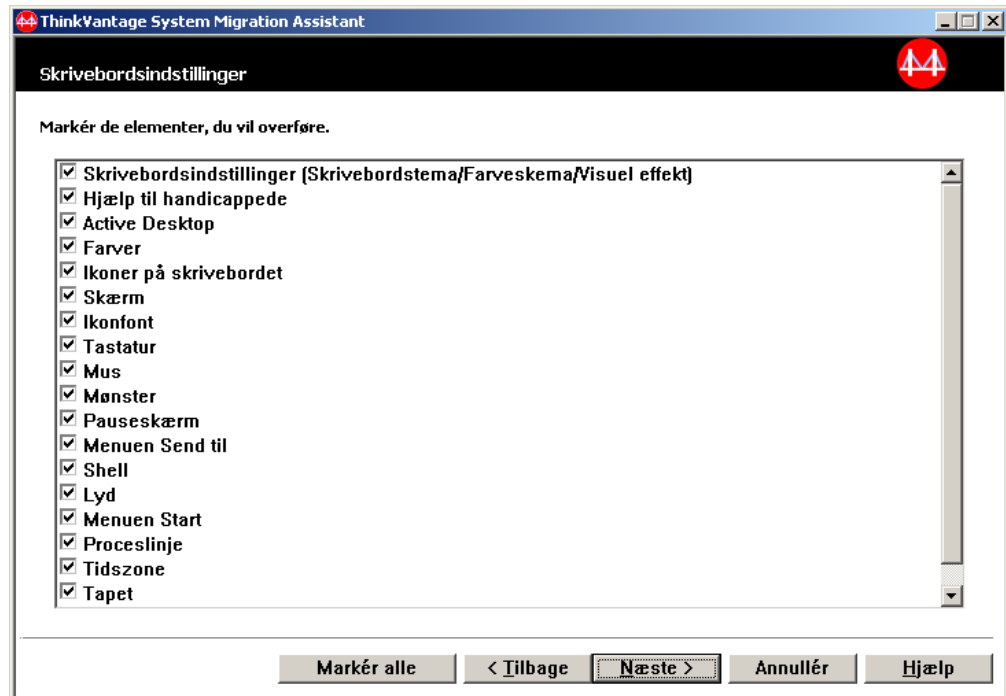 ThinkVantage System Migration Assistant
Skrivebordsindstillinger
Markér de elementer, du vil overføre.
Skrivebordsindstillinger (Skrivebordstema/Farveskema/Visuel effekt)
Hjælp til handicappede
Active Desktop
Farver
Ikoner på skrivebordet
Skærm
Ikonfont
Tastatur
Mus
Mønster
Pauseskærm
Menuen Send til
Shell
Lyd
Menuen Start
Proceslinje
Tidszone
Tapet
Markér alle < Tilbage Næste > Annullér Hjælp